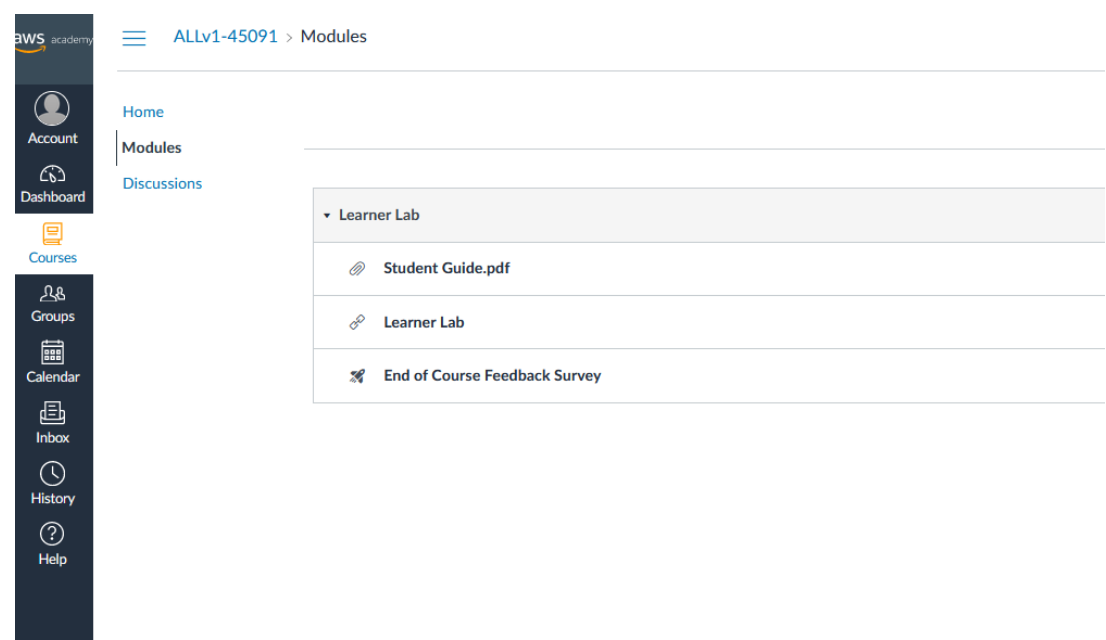 aws academy
ALLv1-45091 > Modules
Account
Dashboard
Courses
Groups
Calendar
Inbox
History
Help
Home
Modules
Discussions
Learner Lab
Student Guide.pdf
Learner Lab
End of Course Feedback Survey